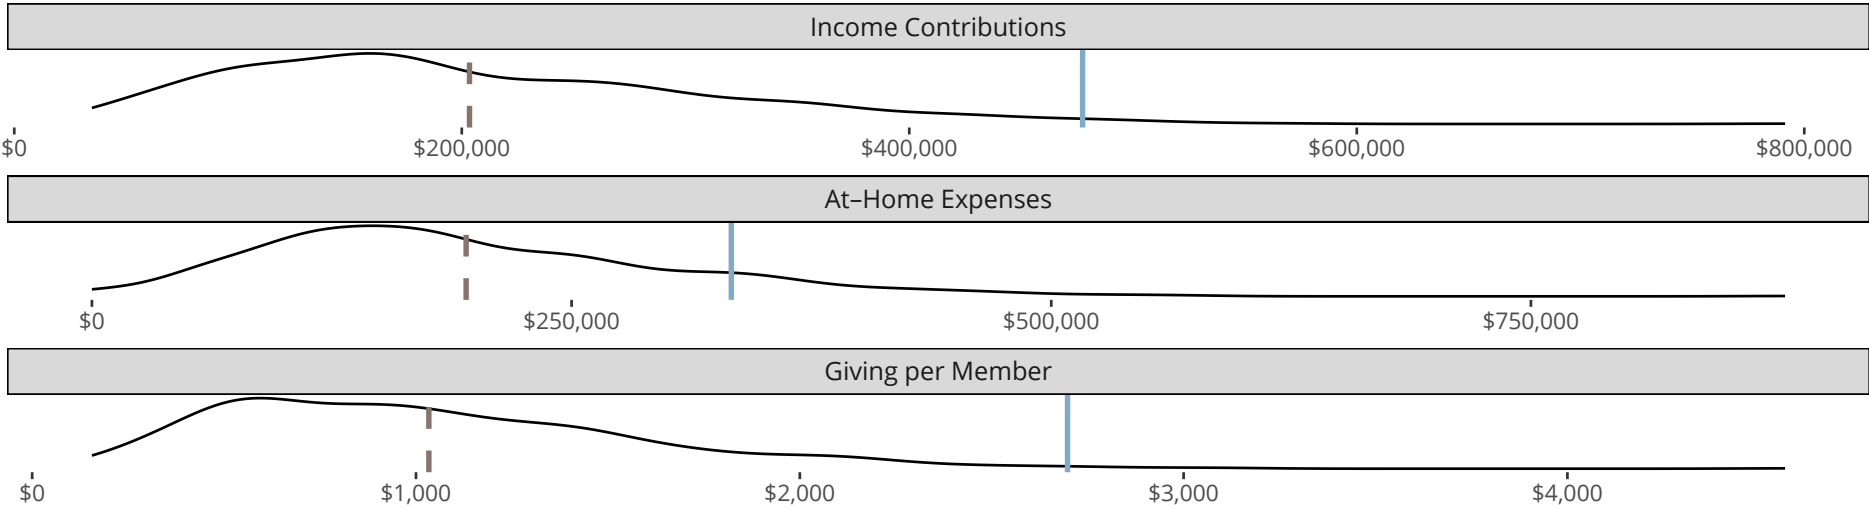 Income Contributions
$0 $200,000 $400,000 $600,000 $800,000
At–Home Expenses
$0 $250,000 $500,000 $750,000
Giving per Member
$0 $1,000 $2,000 $3,000 $4,000